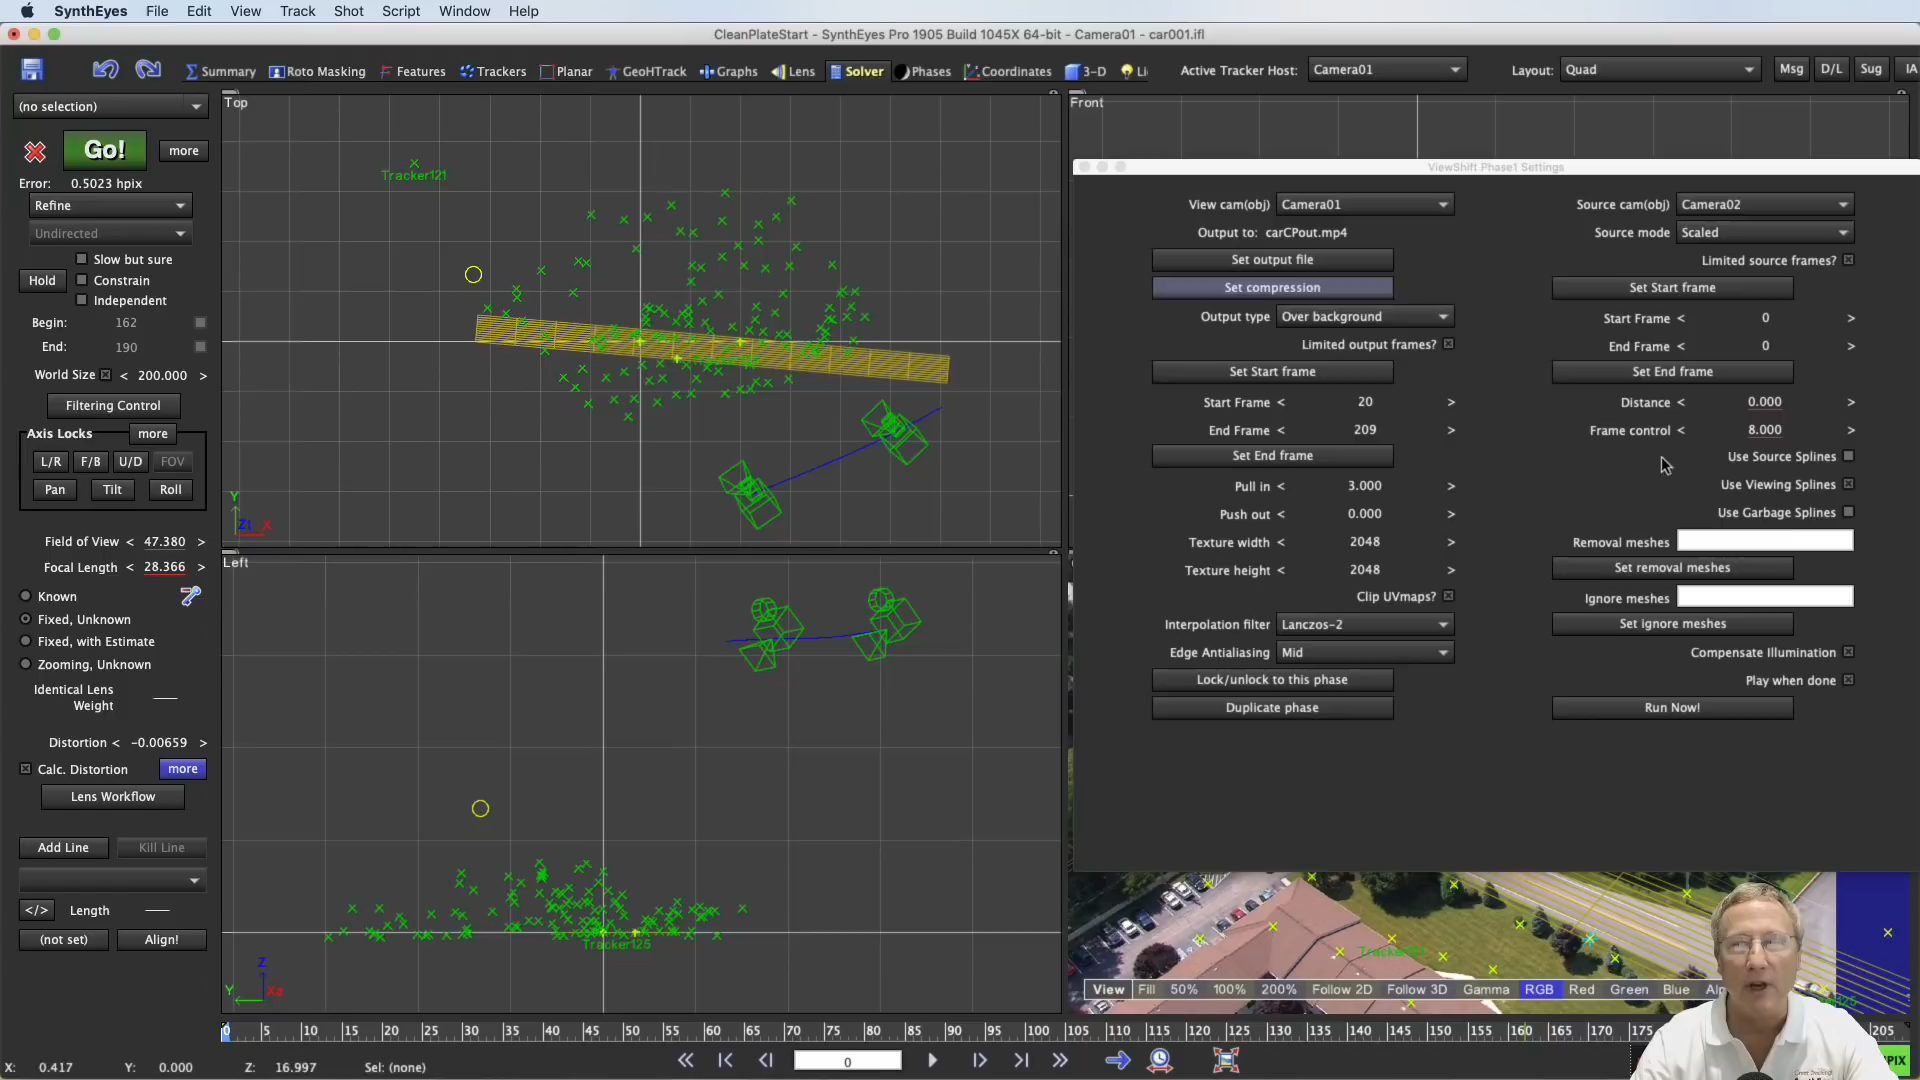 SynthEyes File Edit View Track Shot Script Window Help
CleanPlateStart - SynthEyes Pro 1905 Build 1045X 64-bit - Camera01 - car001.ifl
Summary Roto Masking Features Trackers Planar GeoHTrack Graphs Lens Solver Phases Coordinates 3-D Li Active Tracker Host: Camera01 Layout: Quad Msg D/L Sug IA
(no selection)
Go! more
Error: 0.5023 hpix
Refine
Undirected
Slow but sure
Hold Constrain
Independent
Begin: 162
End: 190
World Size < 200.000 >
Filtering Control
Axis Locks more
L/R F/B U/D FOV
Pan Tilt Roll
Field of View < 47.380 >
Focal Length < 28.366 >
Known
Fixed, Unknown
Fixed, with Estimate
Zooming, Unknown
Identical Lens
Weight
Distortion < -0.00659 >
Calc. Distortion more
Lens Workflow
Add Line Kill Line
</> Length
(not set) Align!
Top
Tracker121
Y
X
Left
Tracker125
Z
Y
Front
ViewShift Phase1 Settings
View cam(obj) Camera01
Output to: carCPout.mp4
Set output file
Set compression
Output type Over background
Limited output frames?
Set Start frame
Start Frame < 20 >
End Frame < 209 >
Set End frame
Pull in < 3.000 >
Push out < 0.000 >
Texture width < 2048 >
Texture height < 2048 >
Clip UVmaps?
Interpolation filter Lanczos-2
Edge Antialiasing Mid
Lock/unlock to this phase
Duplicate phase
Source cam(obj) Camera02
Source mode Scaled
Limited source frames?
Set Start frame
Start Frame < 0 >
End Frame < 0 >
Set End frame
Distance < 0.000 >
Frame control < 8.000 >
Use Source Splines
Use Viewing Splines
Use Garbage Splines
Removal meshes
Set removal meshes
Ignore meshes
Set ignore meshes
Compensate Illumination
Play when done
Run Now!
View Fill 50% 100% 200% Follow 2D Follow 3D Gamma RGB Red Green Blue Alp
0 5 10 15 20 25 30 35 40 45 50 55 60 65 70 75 80 85 90 95 100 105 110 115 120 125 130 135 140 145 150 155 160 165 170 175 205
0
X: 0.417 Y: 0.000 Z: 16.997 Sel: (none)
PIX